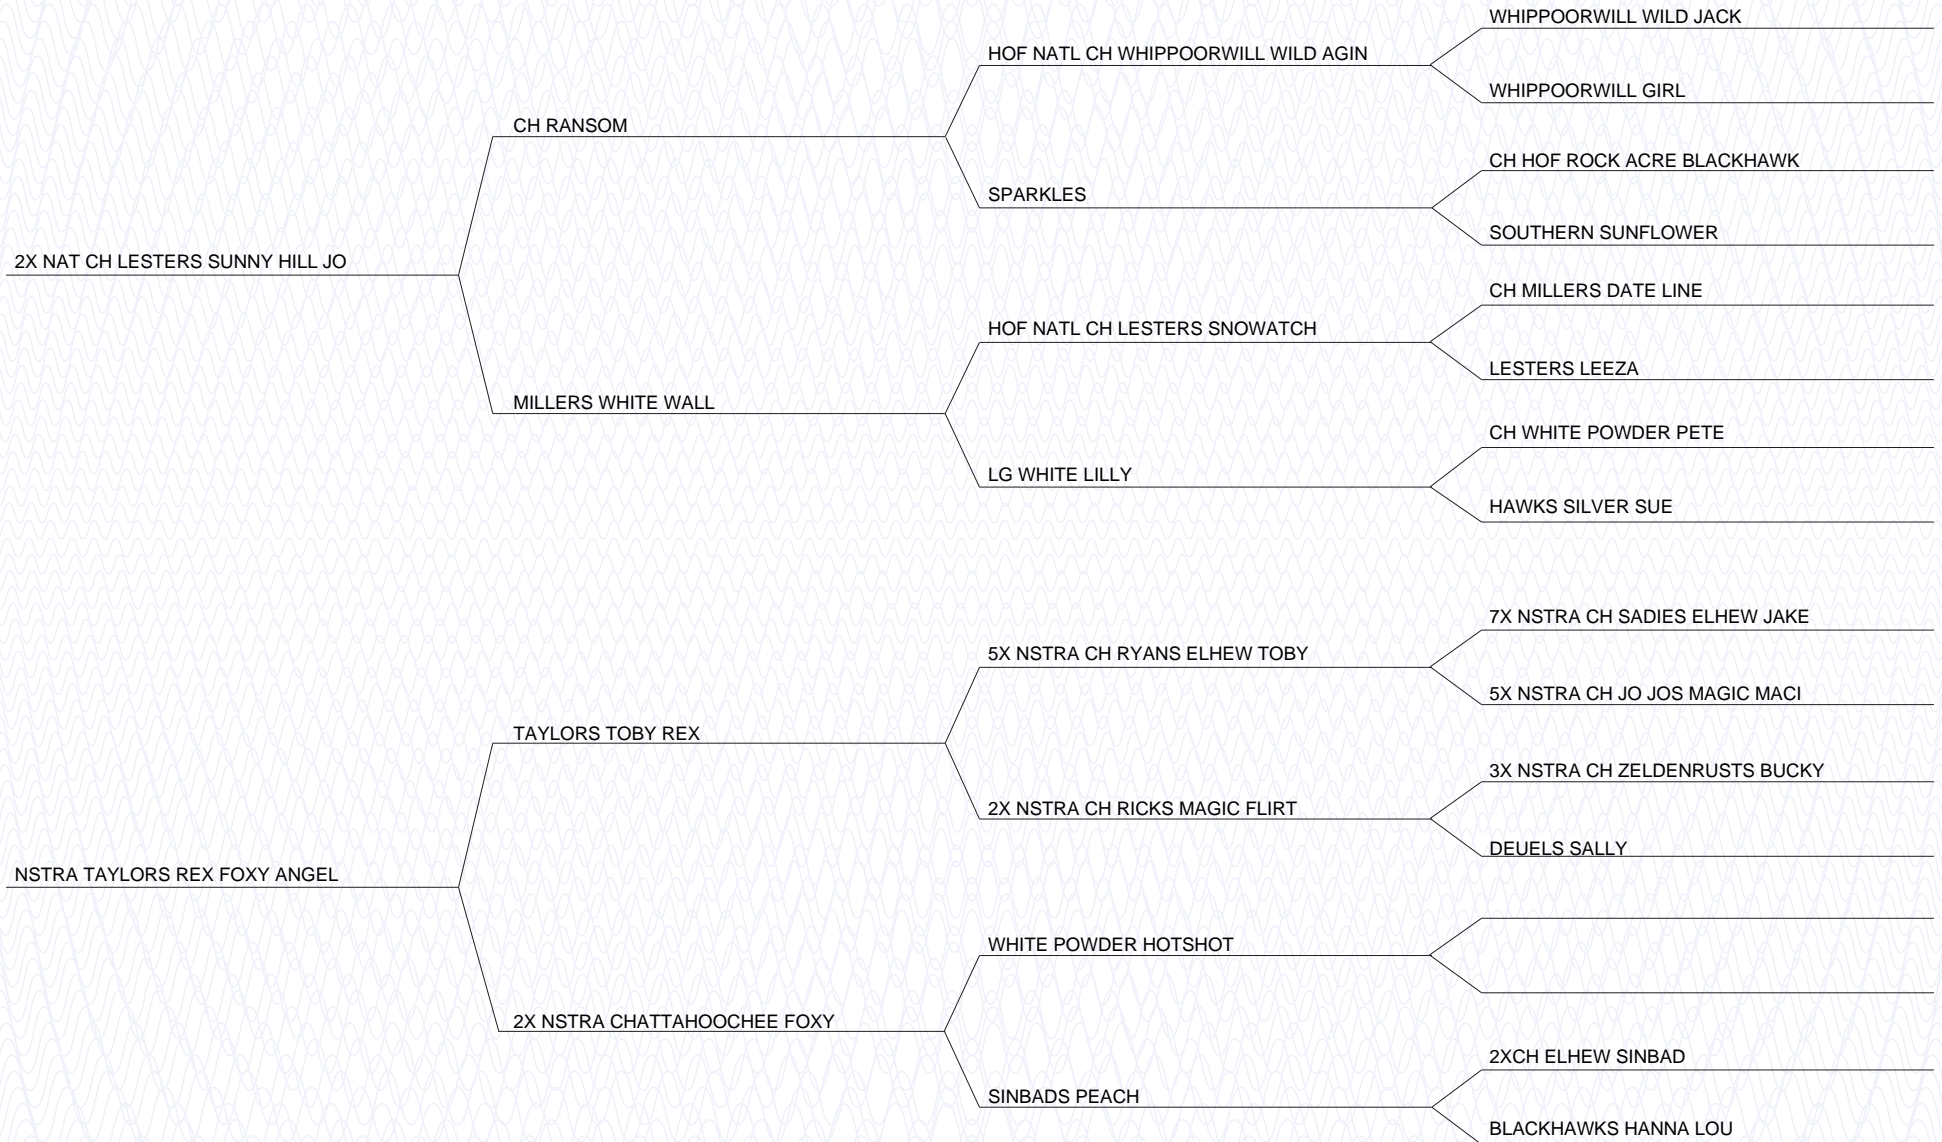 WHIPPOORWILL WILD JACK
HOF NATL CH WHIPPOORWILL WILD AGIN
WHIPPOORWILL GIRL
CH RANSOM
CH HOF ROCK ACRE BLACKHAWK
SPARKLES
SOUTHERN SUNFLOWER
2X NAT CH LESTERS SUNNY HILL JO
CH MILLERS DATE LINE
HOF NATL CH LESTERS SNOWATCH
LESTERS LEEZA
MILLERS WHITE WALL
CH WHITE POWDER PETE
LG WHITE LILLY
HAWKS SILVER SUE
7X NSTRA CH SADIES ELHEW JAKE
5X NSTRA CH RYANS ELHEW TOBY
5X NSTRA CH JO JOS MAGIC MACI
TAYLORS TOBY REX
3X NSTRA CH ZELDENRUSTS BUCKY
2X NSTRA CH RICKS MAGIC FLIRT
DEUELS SALLY
NSTRA TAYLORS REX FOXY ANGEL
WHITE POWDER HOTSHOT
2X NSTRA CHATTAHOOCHEE FOXY
2XCH ELHEW SINBAD
SINBADS PEACH
BLACKHAWKS HANNA LOU